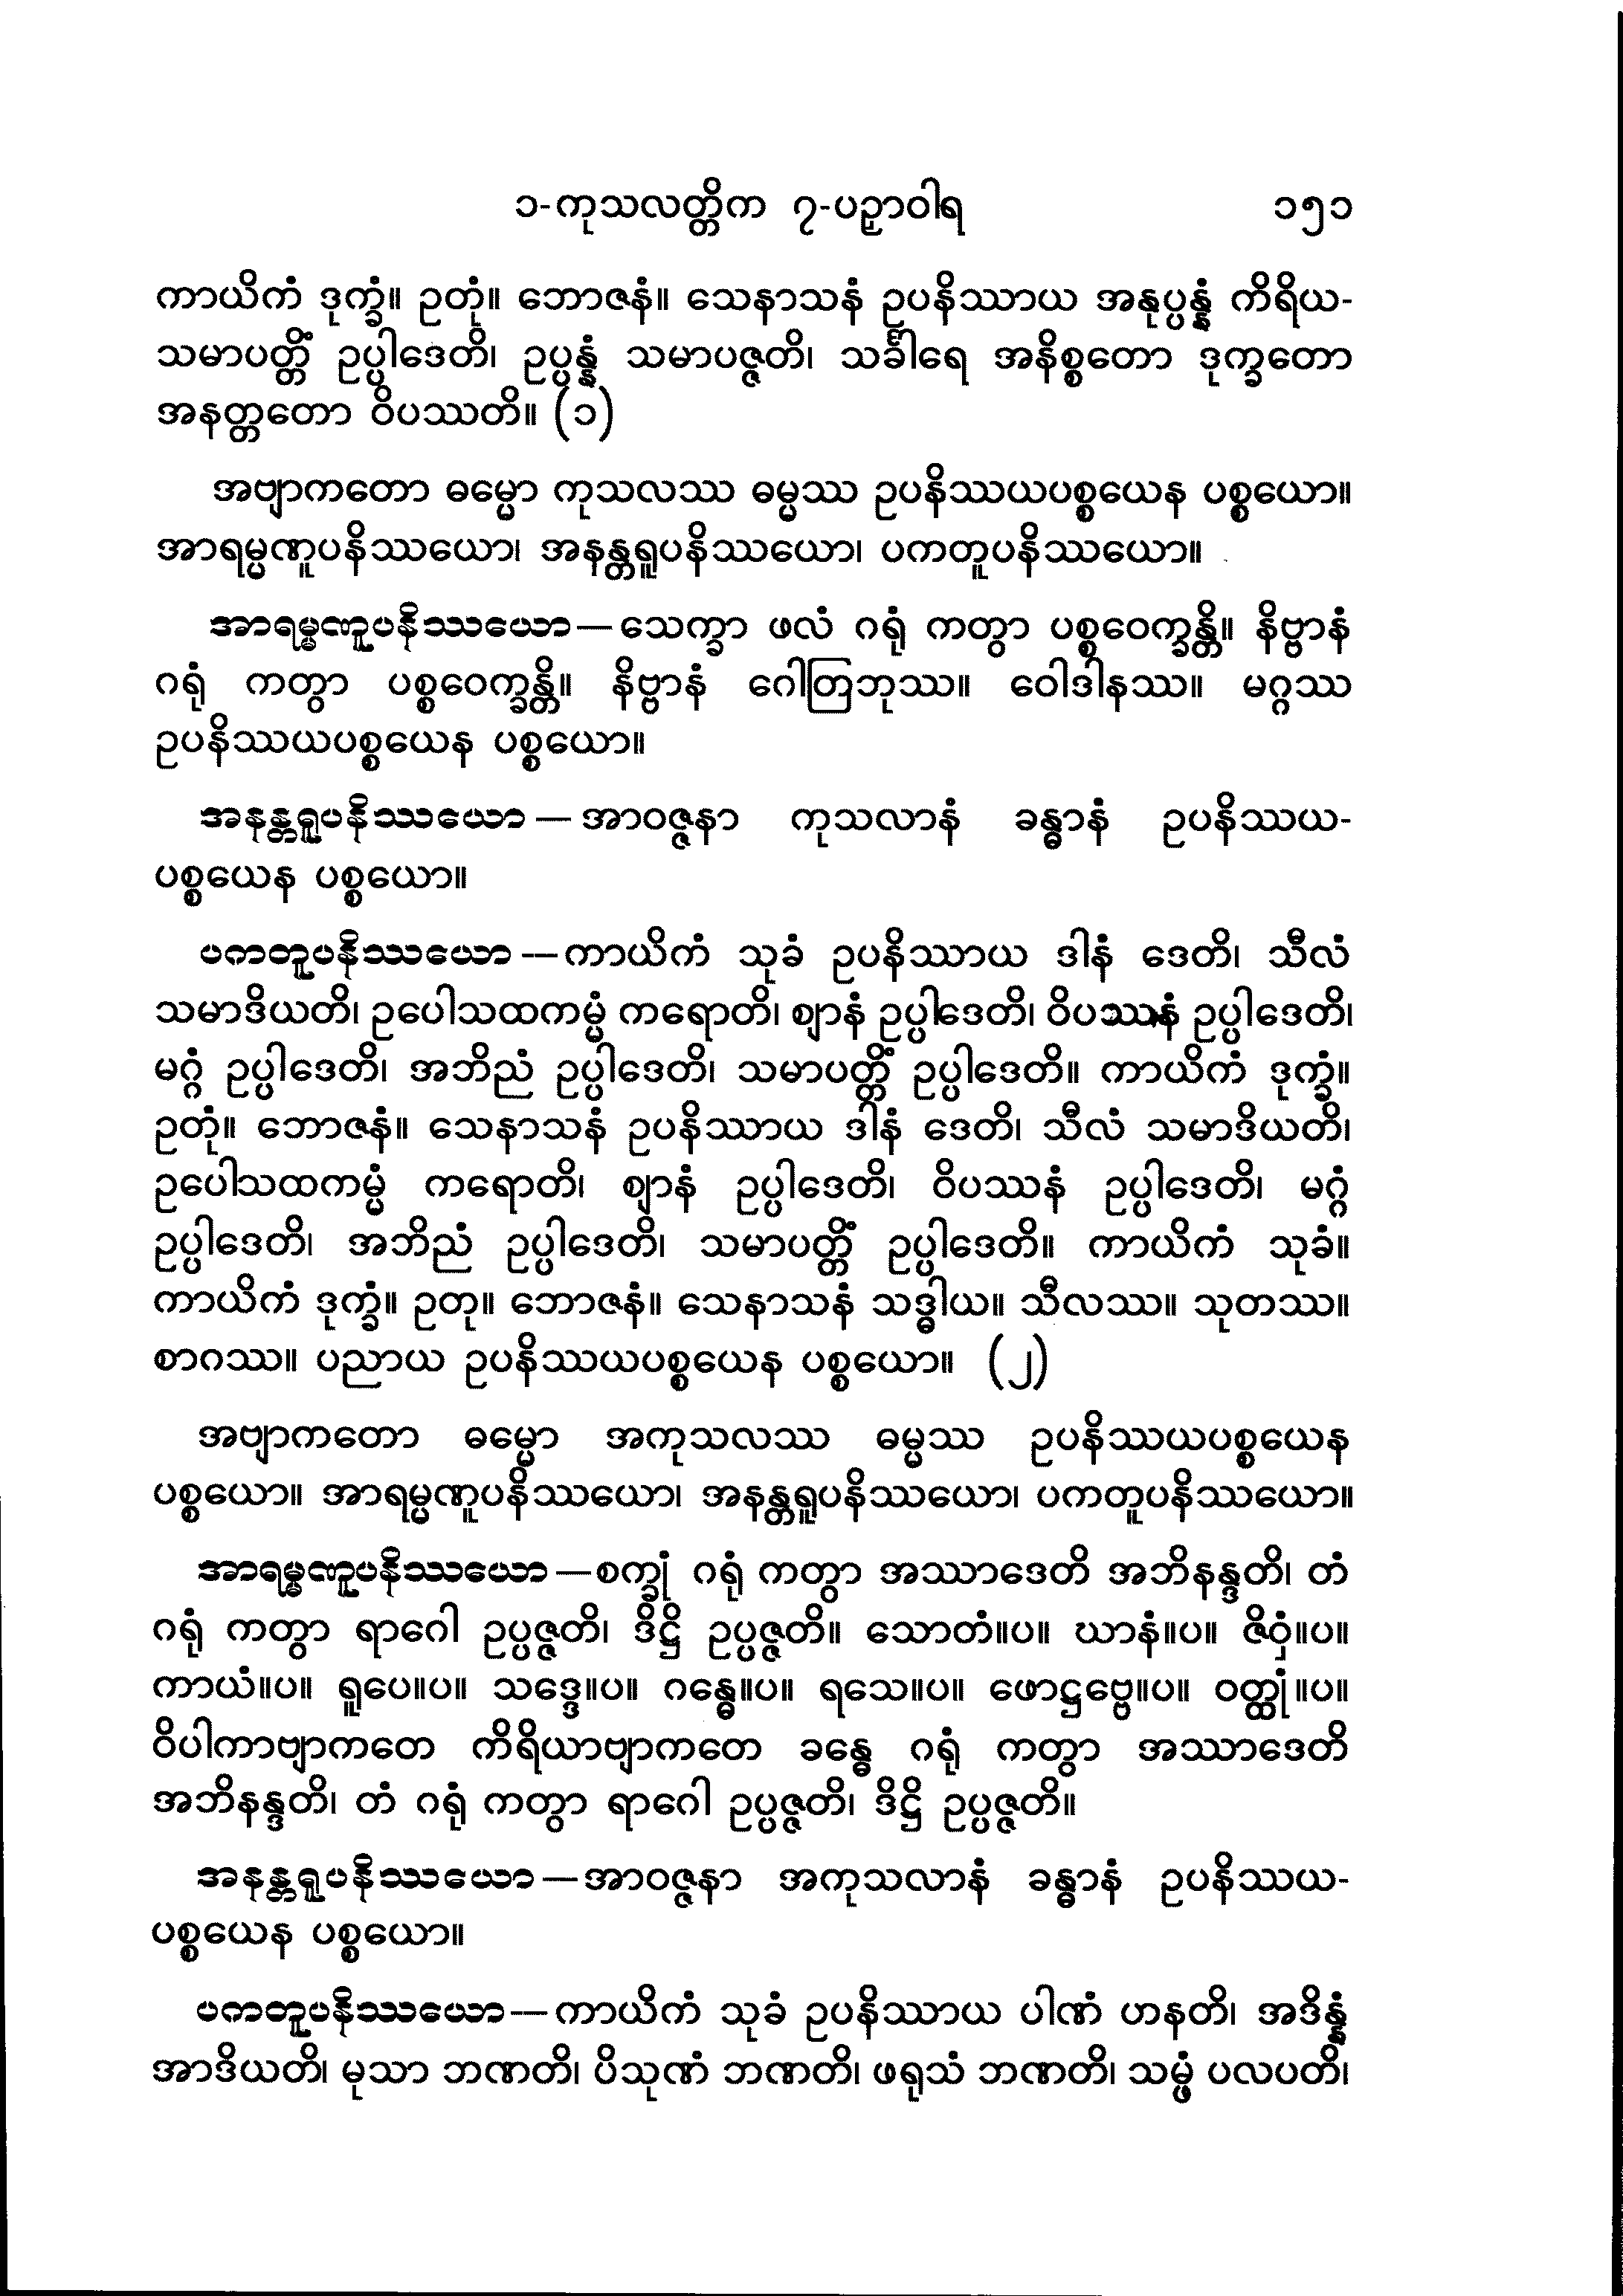 ၁-ကုသလတ္တိက ၇-ပဉှာဝါရ ၁၅၁
ကာယိကံ ဒုက္ခံ။ ဥတုံ။ ဘောဇနံ။ သေနာသနံ ဥပနိဿာယ အနုပ္ပန္နံ ကိရိယ-
သမာပတ္တိံ ဥပ္ပါဒေတိ၊ ဥပ္ပန္နံ သမာပဇ္ဇတိ၊ သင်္ခါရေ အနိစ္စတော ဒုက္ခတော
အနတ္တတော ဝိပဿတိ။ (၁)
အဗျာကတော ဓမ္မော ကုသလဿ ဓမ္မဿ ဥပနိဿယပစ္စယေန ပစ္စယော။
အာရမ္မဏူပနိဿယော၊ အနန္တရူပနိဿယော၊ ပကတူပနိဿယော။
အာရမ္မဏူပနိဿယော—သေက္ခာ ဖလံ ဂရုံ ကတွာ ပစ္စဝေက္ခန္တိ။ နိဗ္ဗာနံ
ဂရုံ ကတွာ ပစ္စဝေက္ခန္တိ။ နိဗ္ဗာနံ ဂေါတြဘုဿ။ ဝေါဒါနဿ။ မဂ္ဂဿ
ဥပနိဿယပစ္စယေန ပစ္စယော။
အနန္တရူပနိဿယော—အာဝဇ္ဇနာ ကုသလာနံ ခန္ဓာနံ ဥပနိဿယ-
ပစ္စယေန ပစ္စယော။
ပကတူပနိဿယော—ကာယိကံ သုခံ ဥပနိဿာယ ဒါနံ ဒေတိ၊ သီလံ
သမာဒိယတိ၊ ဥပေါသထကမ္မံ ကရောတိ၊ ဈာနံ ဥပ္ပါဒေတိ၊ ဝိပဿနံ ဥပ္ပါဒေတိ၊
မဂ္ဂံ ဥပ္ပါဒေတိ၊ အဘိညံ ဥပ္ပါဒေတိ၊ သမာပတ္တိံ ဥပ္ပါဒေတိ။ ကာယိကံ ဒုက္ခံ။
ဥတုံ။ ဘောဇနံ။ သေနာသနံ ဥပနိဿာယ ဒါနံ ဒေတိ၊ သီလံ သမာဒိယတိ၊
ဥပေါသထကမ္မံ ကရောတိ၊ ဈာနံ ဥပ္ပါဒေတိ၊ ဝိပဿနံ ဥပ္ပါဒေတိ၊ မဂ္ဂံ
ဥပ္ပါဒေတိ၊ အဘိညံ ဥပ္ပါဒေတိ၊ သမာပတ္တိံ ဥပ္ပါဒေတိ။ ကာယိကံ သုခံ။
ကာယိကံ ဒုက္ခံ။ ဥတု။ ဘောဇနံ။ သေနာသနံ သဒ္ဓါယ။ သီလဿ။ သုတဿ။
စာဂဿ။ ပညာယ ဥပနိဿယပစ္စယေန ပစ္စယော။ (၂)
အဗျာကတော ဓမ္မော အကုသလဿ ဓမ္မဿ ဥပနိဿယပစ္စယေန
ပစ္စယော။ အာရမ္မဏူပနိဿယော၊ အနန္တရူပနိဿယော၊ ပကတူပနိဿယော။
အာရမ္မဏူပနိဿယော—စက္ခုံ ဂရုံ ကတွာ အဿာဒေတိ အဘိနန္ဒတိ၊ တံ
ဂရုံ ကတွာ ရာဂေါ ဥပ္ပဇ္ဇတိ၊ ဒိဋ္ဌိ ဥပ္ပဇ္ဇတိ။ သောတံ။ပ။ ဃာနံ။ပ။ ဇိဝှံ။ပ။
ကာယံ။ပ။ ရူပေ။ပ။ သဒ္ဒေ။ပ။ ဂန္ဓေ။ပ။ ရသေ။ပ။ ဖောဋ္ဌဗ္ဗေ။ပ။ ဝတ္ထုံ။ပ။
ဝိပါကာဗျာကတေ ကိရိယာဗျာကတေ ခန္ဓေ ဂရုံ ကတွာ အဿာဒေတိ
အဘိနန္ဒတိ၊ တံ ဂရုံ ကတွာ ရာဂေါ ဥပ္ပဇ္ဇတိ၊ ဒိဋ္ဌိ ဥပ္ပဇ္ဇတိ။
အနန္တရူပနိဿယော—အာဝဇ္ဇနာ အကုသလာနံ ခန္ဓာနံ ဥပနိဿယ-
ပစ္စယေန ပစ္စယော။
ပကတူပနိဿယော—ကာယိကံ သုခံ ဥပနိဿာယ ပါဏံ ဟနတိ၊ အဒိန္နံ
အာဒိယတိ၊ မုသာ ဘဏတိ၊ ပိသုဏံ ဘဏတိ၊ ဖရုသံ ဘဏတိ၊ သမ္ဖံ ပလပတိ၊